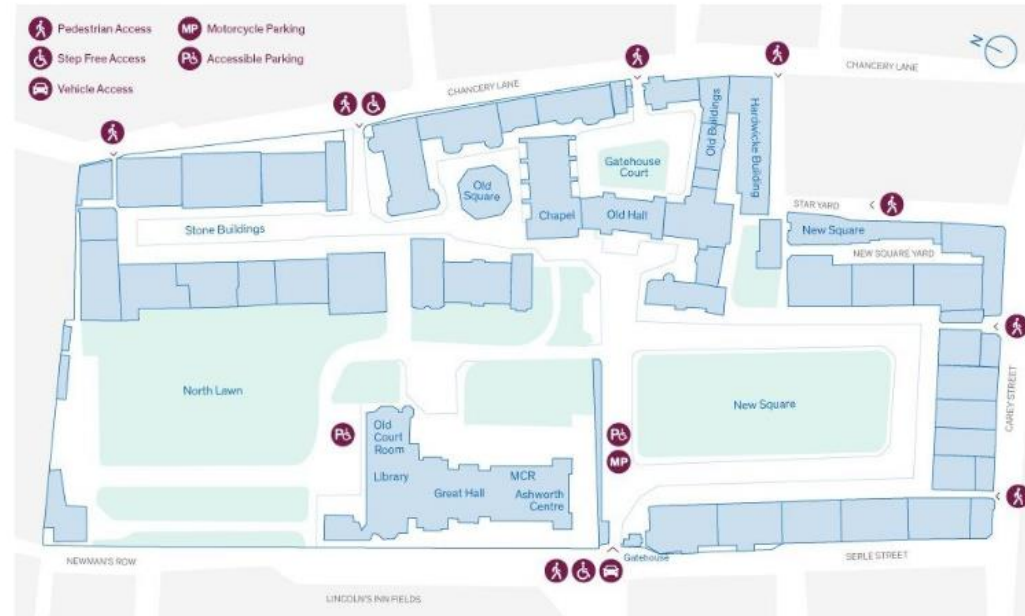 Pedestrian Access
MP Motorcycle Parking
Step Free Access
P Accessible Parking
Vehicle Access
N
CHANCERY LANE
CHANCERY LANE
Old Buildings
Hardwicke Building
Gatehouse
Court
Old
Square
Chapel
Old Hall
STAR YARD
New Square
NEW SQUARE YARD
Stone Buildings
North Lawn
New Square
CAREY STREET
P
MP
P
Old
Court
Room
Library
Great Hall
MCR
Ashworth
Centre
Gatehouse
SERLE STREET
NEWMAN'S ROW
LINCOLN'S INN FIELDS